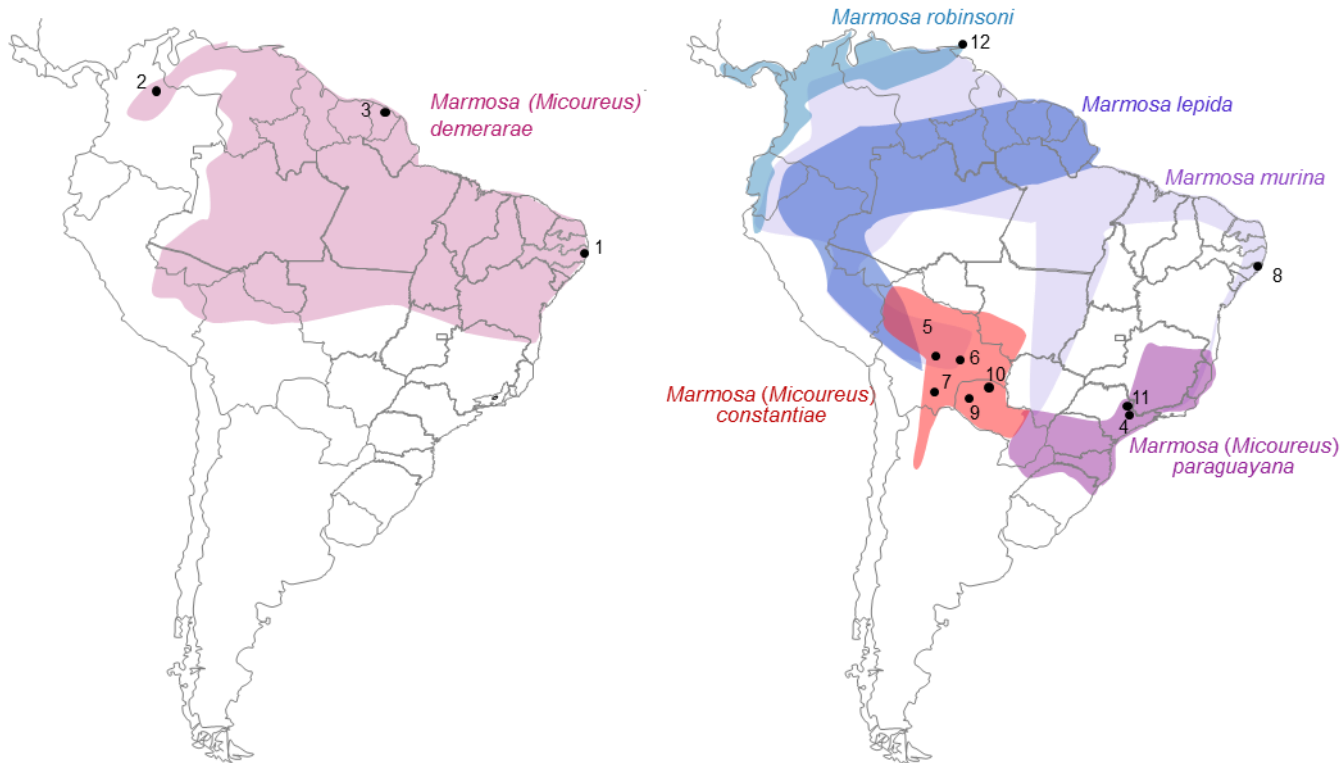 2
3
Marmosa (Micoureus)
demerarae
1
Marmosa robinsoni
12
Marmosa lepida
Marmosa murina
8
5
6
7
10
9
Marmosa (Micoureus)
constantiae
11
4
Marmosa (Micoureus)
paraguayana